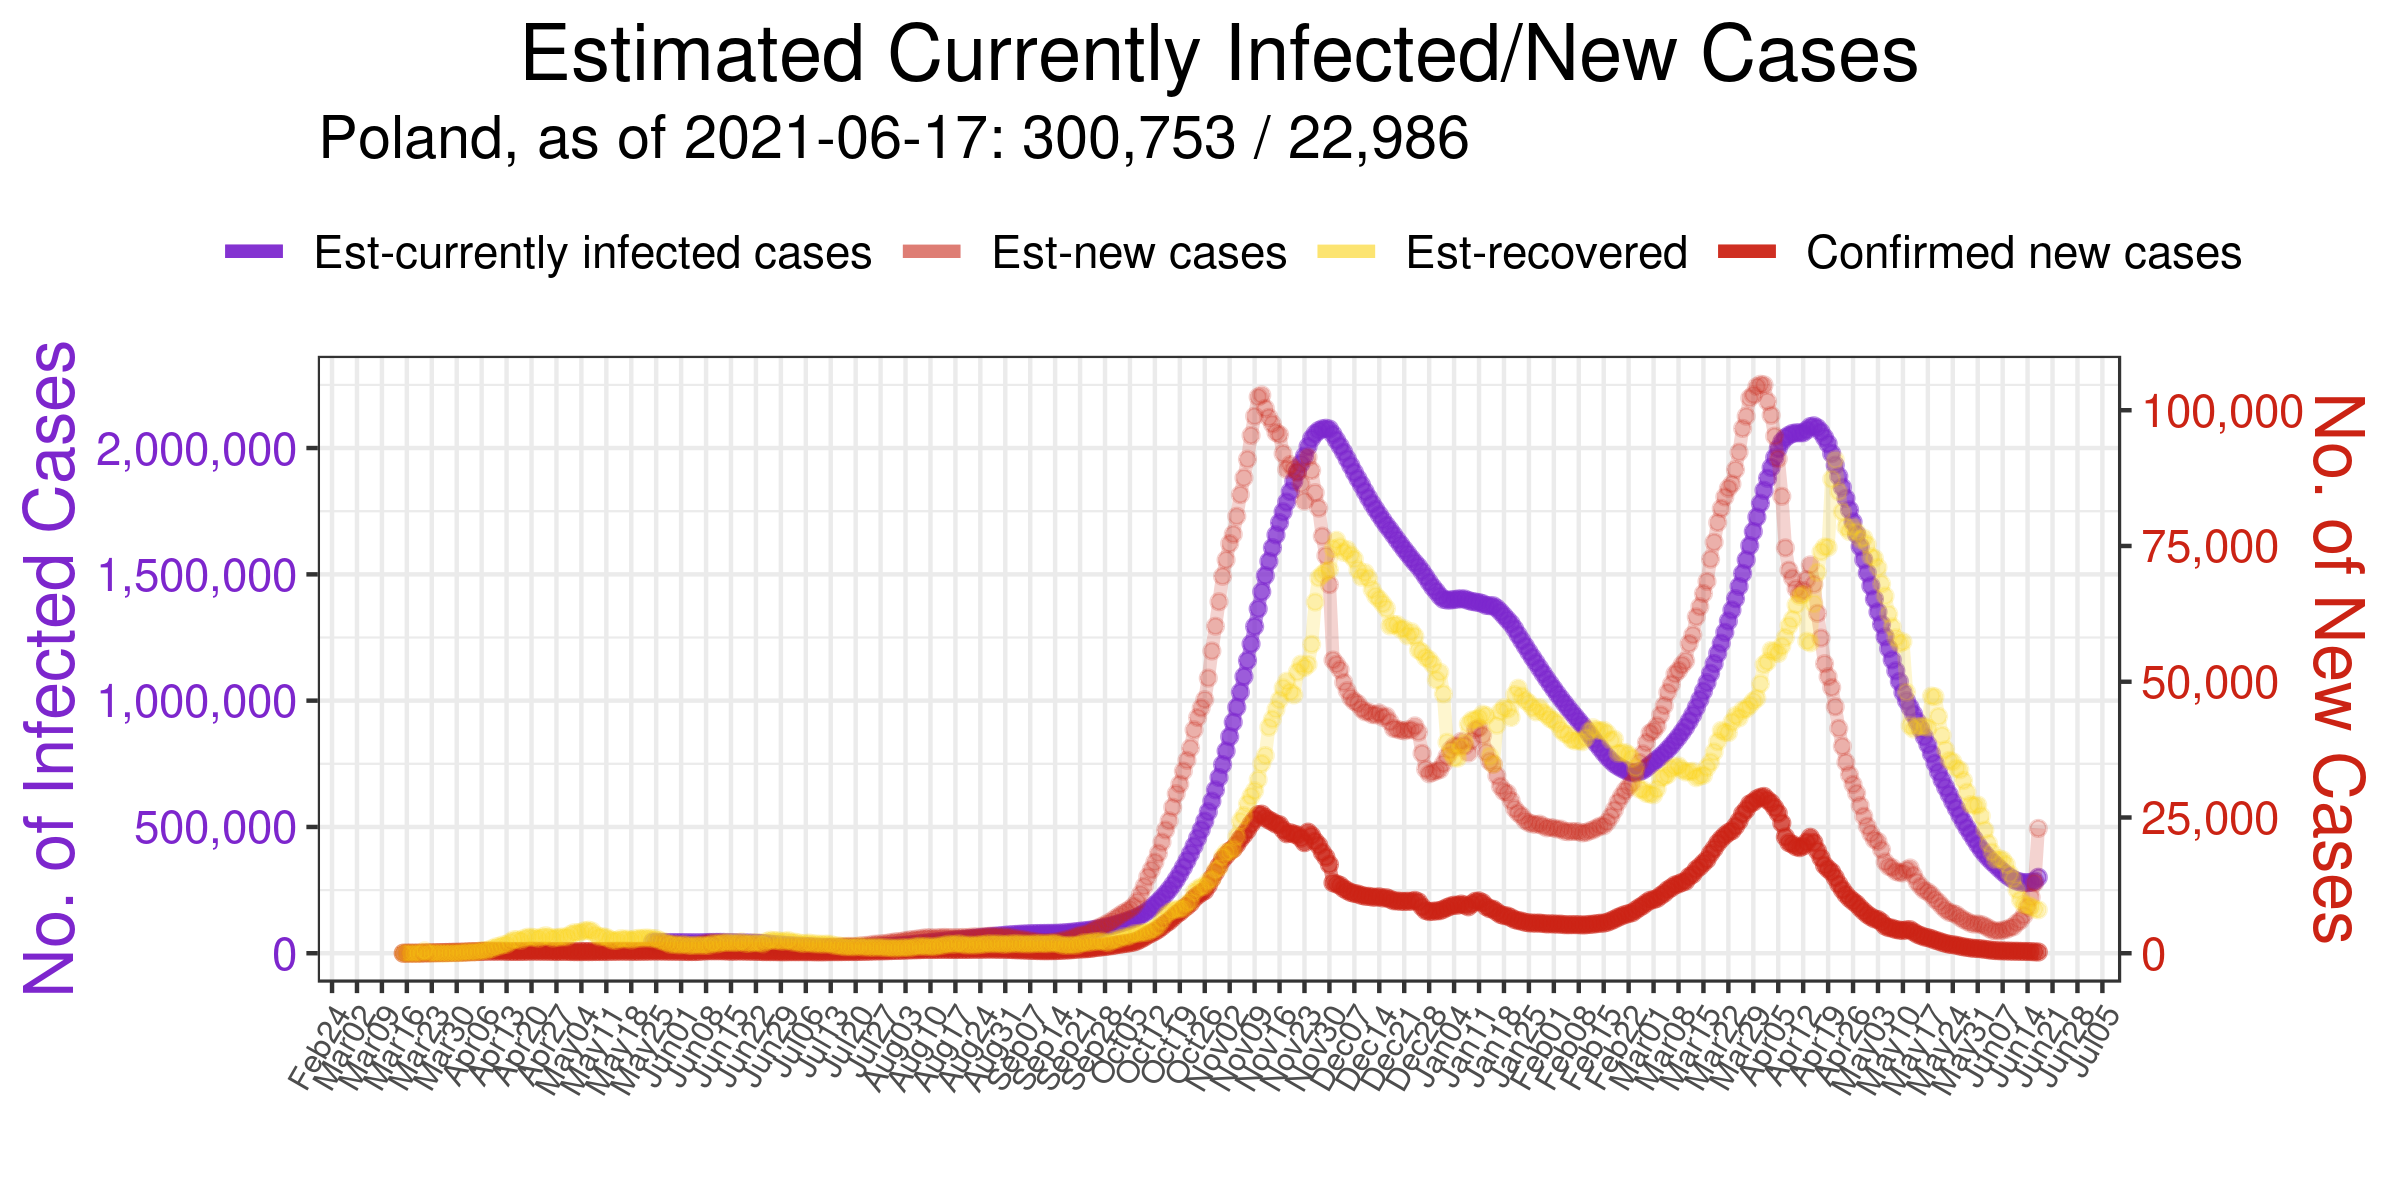 Estimated Currently Infected/New Cases
Poland, as of 2021-06-17: 300,753 / 22,986
Est-currently infected cases
Est-new cases
Est-recovered
Confirmed new cases
No. of Infected Cases
2,000,000
1,500,000
1,000,000
500,000
0
100,000
75,000
50,000
25,000
0
No. of New Cases
Feb24
Mar02
Mar09
Mar16
Mar23
Mar30
Apr06
Apr13
Apr20
Apr27
May04
May11
May18
May25
Jun01
Jun08
Jun15
Jun22
Jun29
Jul06
Jul13
Jul20
Jul27
Aug03
Aug10
Aug17
Aug24
Aug31
Sep07
Sep14
Sep21
Sep28
Oct05
Oct12
Oct19
Oct26
Nov02
Nov09
Nov16
Nov23
Nov30
Dec07
Dec14
Dec21
Dec28
Jan04
Jan11
Jan18
Jan25
Feb01
Feb08
Feb15
Feb22
Mar01
Mar08
Mar15
Mar22
Mar29
Apr05
Apr12
Apr19
Apr26
May03
May10
May17
May24
May31
Jun07
Jun14
Jun21
Jun28
Jul05